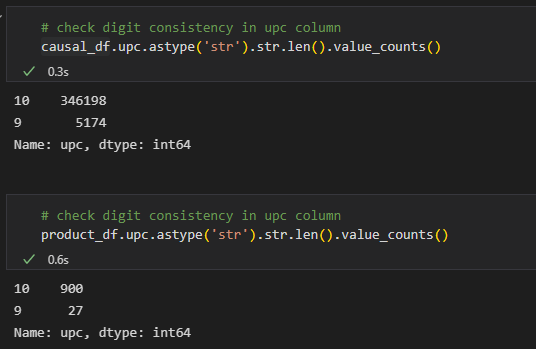 # check digit consistency in upc column
causal_df.upc.astype('str').str.len().value_counts()
0.3s
10 346198
9 5174
Name: upc, dtype: int64
# check digit consistency in upc column
product_df.upc.astype('str').str.len().value_counts()
0.6s
10 900
9 27
Name: upc, dtype: int64